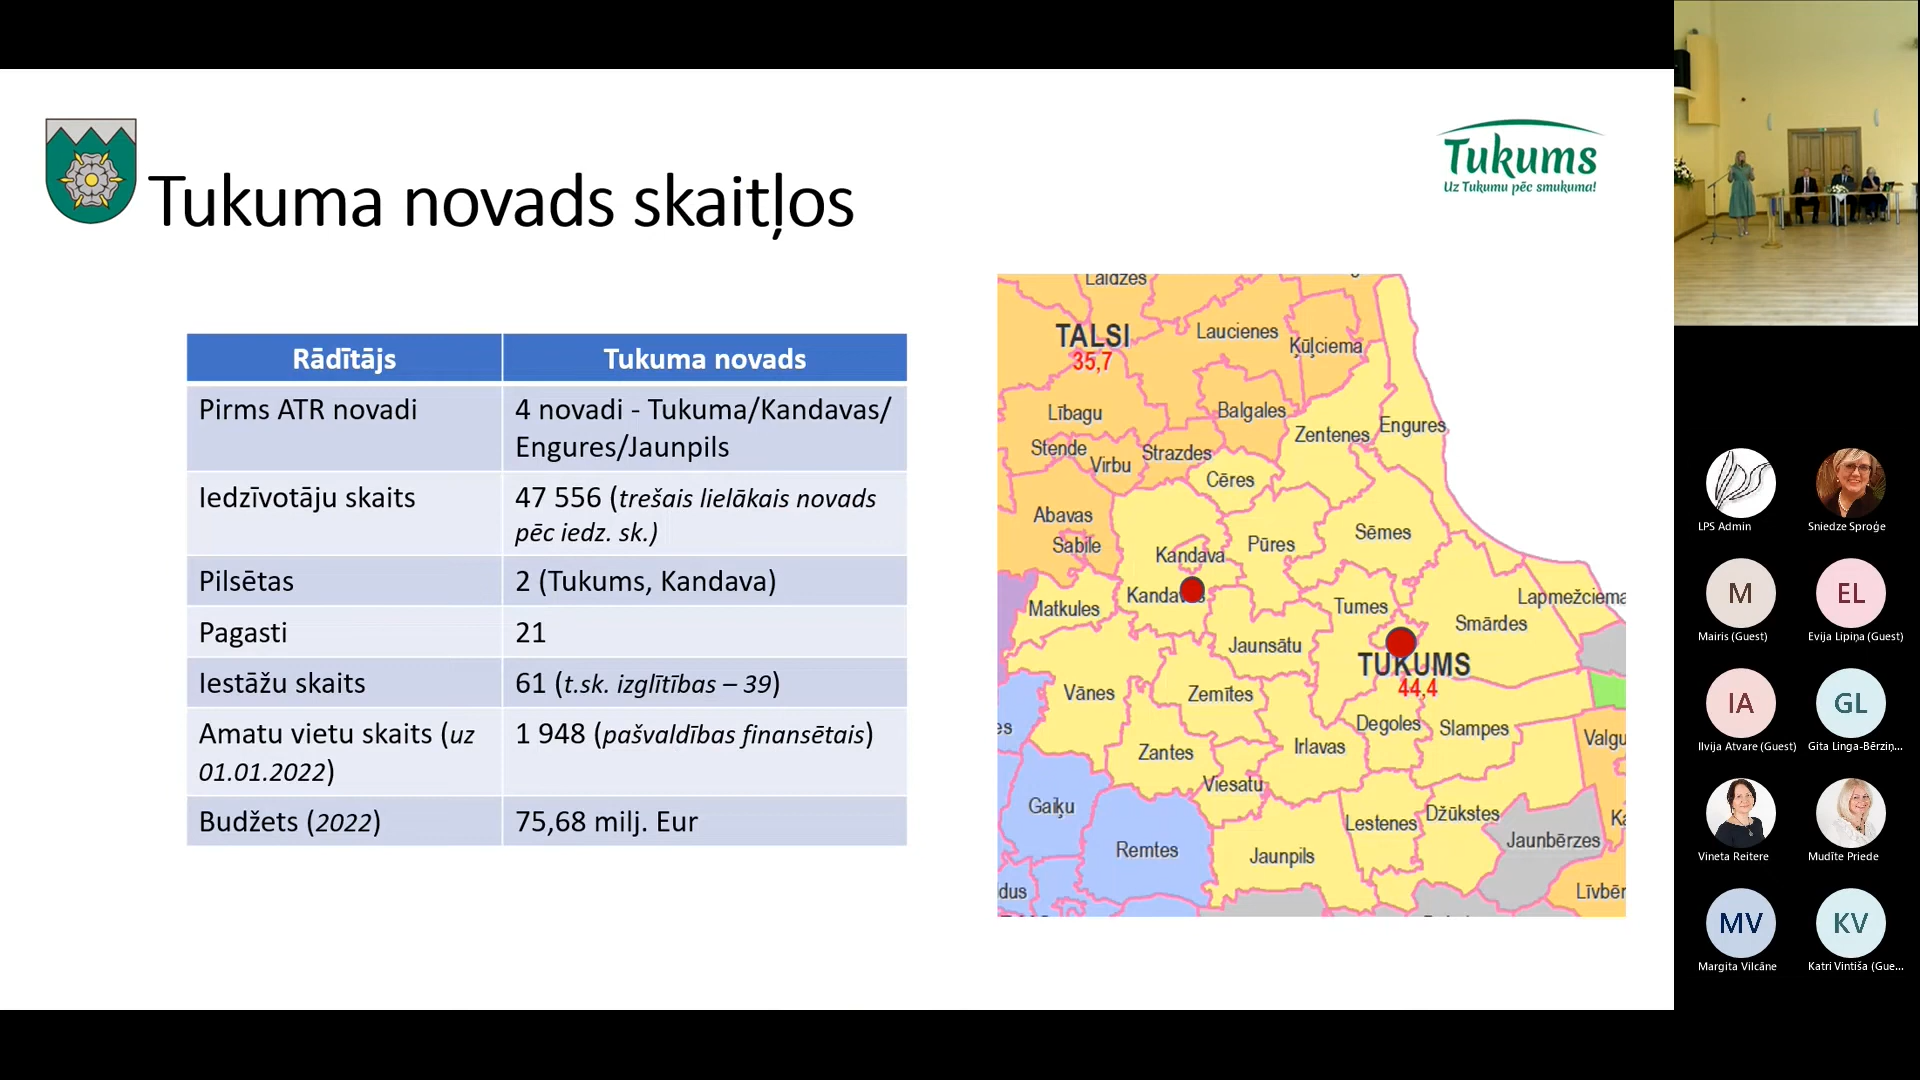 Tukuma novads skaitļos
Tukums
Uz Tukumu pēc smukuma!
Rādītājs
Tukuma novads
Pirms ATR novadi
4 novadi - Tukuma/Kandavas/
Engures/Jaunpils
Iedzīvotāju skaits
47 556 (trešais lielākais novads
pēc iedz. sk.)
Pilsētas
2 (Tukums, Kandava)
Pagasti
21
Iestāžu skaits
61 (t.sk. izglītības – 39)
Amatu vietu skaits (uz
01.01.2022)
1 948 (pašvaldības finansētais)
Budžets (2022)
75,68 milj. Eur
Laidzes
TALSI
35,7
Laucienes
Ķūļciema
Lībagu
Balgales
Zentenes
Engures
Stende
Virbu
Strazdes
Cēres
Abavas
Sabile
Kandava
Pūres
Sēmes
Matkules
Tumes
Lapmežciema
Smārdes
Jaunsātu
TUKUMS
44,4
Vānes
Zemītes
Degoles
Slampes
Irlavas
Zantes
Viesatu
Gaiķu
Remtes
Lestenes
Džūkstes
Jaunbērzes
Jaunpils
LPS Admin
Sniedze Sproģe
M
EL
Mairis (Guest)
Evija Lipiņa (Guest)
IA
GL
Ilvija Atvare (Guest)
Gita Linga-Bērziņ...
Vineta Reitere
Mudīte Priede
MV
KV
Margita Vilcāne
Katri Vintiša (Gue...